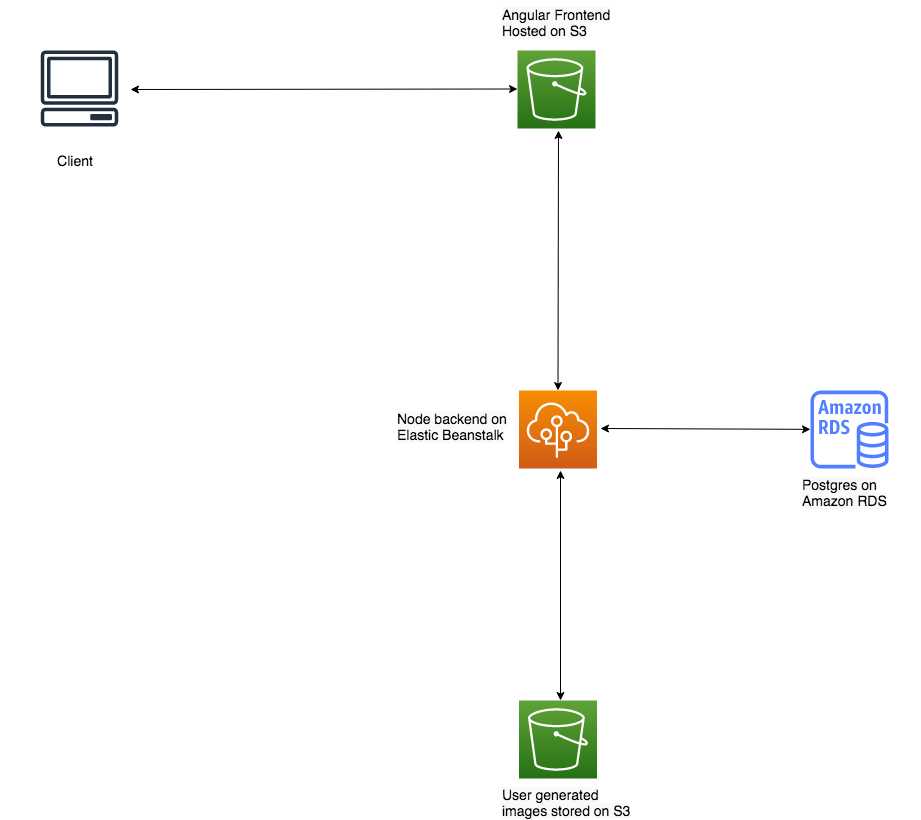 Angular Frontend
Hosted on S3
Client
Node backend on
Elastic Beanstalk
Amazon
RDS
Postgres on
Amazon RDS
User generated
images stored on S3